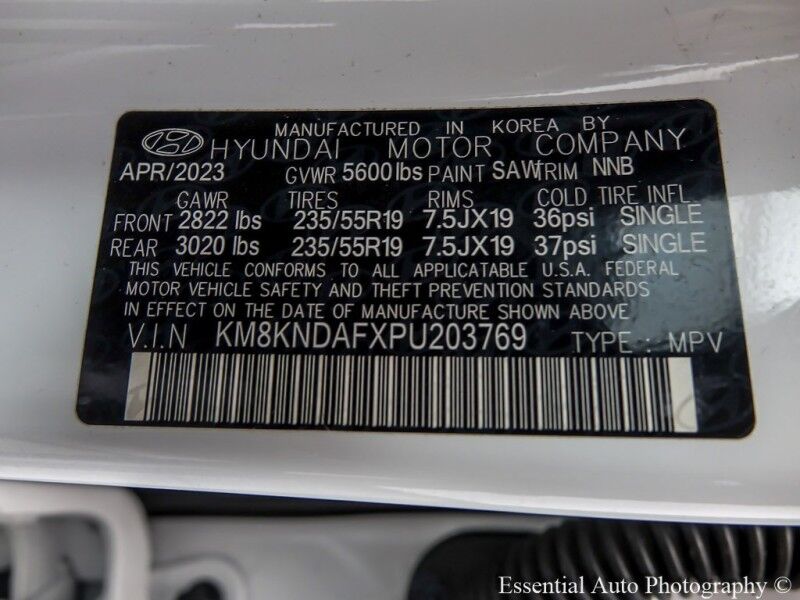 MANUFACTURED IN KOREA BY
HYUNDAI MOTOR COMPANY
APR/2023 GVWR 5600lbs PAINT SAW TRIM NNB
GAWR TIRES RIMS COLD TIRE INFL.
FRONT 2822 lbs 235/55R19 7.5JX19 36psi SINGLE
REAR 3020 lbs 235/55R19 7.5JX19 37psi SINGLE
THIS VEHICLE CONFORMS TO ALL APPLICATABLE U.S.A. FEDERAL
MOTOR VEHICLE SAFETY AND THEFT PREVENTION STANDARDS
IN EFFECT ON THE DATE OF MANUFACTURE SHOWN ABOVE
V.I.N KM8KNDAFXPU203769 TYPE : MPV
Essential Auto Photography ©